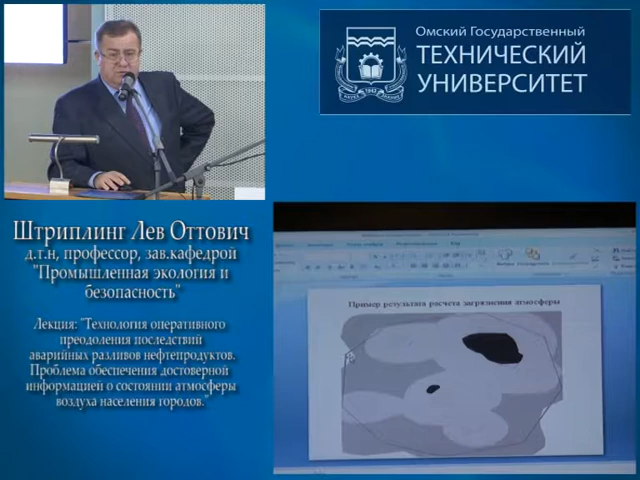 Омский Государственный
ТЕХНИЧЕСКИЙ
УНИВЕРСИТЕТ
Штриплинг Лев Оттович
д.т.н, профессор, зав.кафедрой
"Промышленная экология и
безопасность"
Лекция: "Технология оперативного
преодоления последствий
аварийных разливов нефтепродуктов.
Проблема обеспечения достоверной
информацией о состоянии атмосферы
воздуха населения городов."
Пример результата расчета загрязнения атмосферы